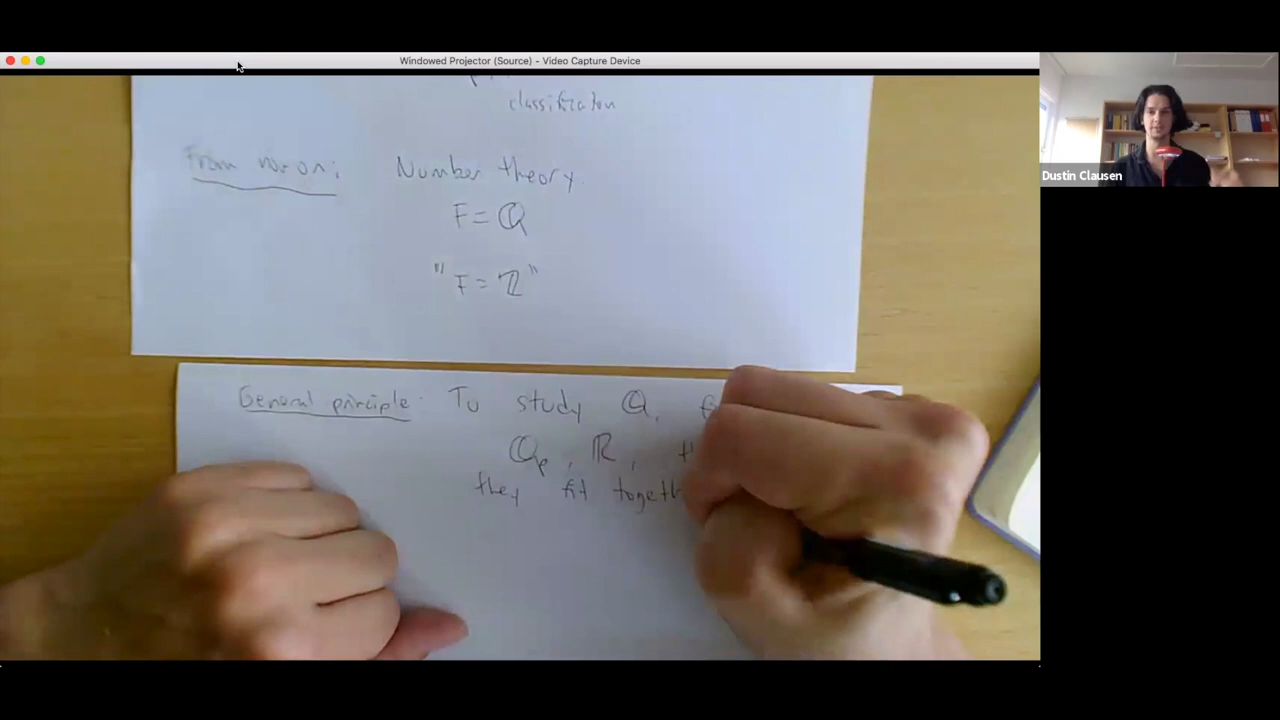 Windowed Projector (Source) - Video Capture Device
Dustin Clausen
classification
From now on:
Number theory.
F = ℚ
"F = ℤ"
General principle: To study ℚ,
ℚp, ℝ,
they fit